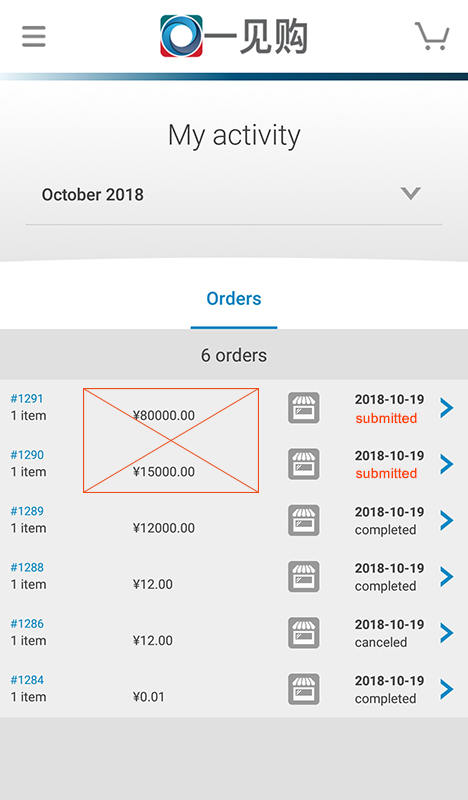 一见购
My activity
October 2018
Orders
6 orders
#1291
1 item
¥80000.00
2018-10-19
submitted
#1290
1 item
¥15000.00
2018-10-19
submitted
#1289
1 item
¥12000.00
2018-10-19
completed
#1288
1 item
¥12.00
2018-10-19
completed
#1286
1 item
¥12.00
2018-10-19
canceled
#1284
1 item
¥0.01
2018-10-19
completed